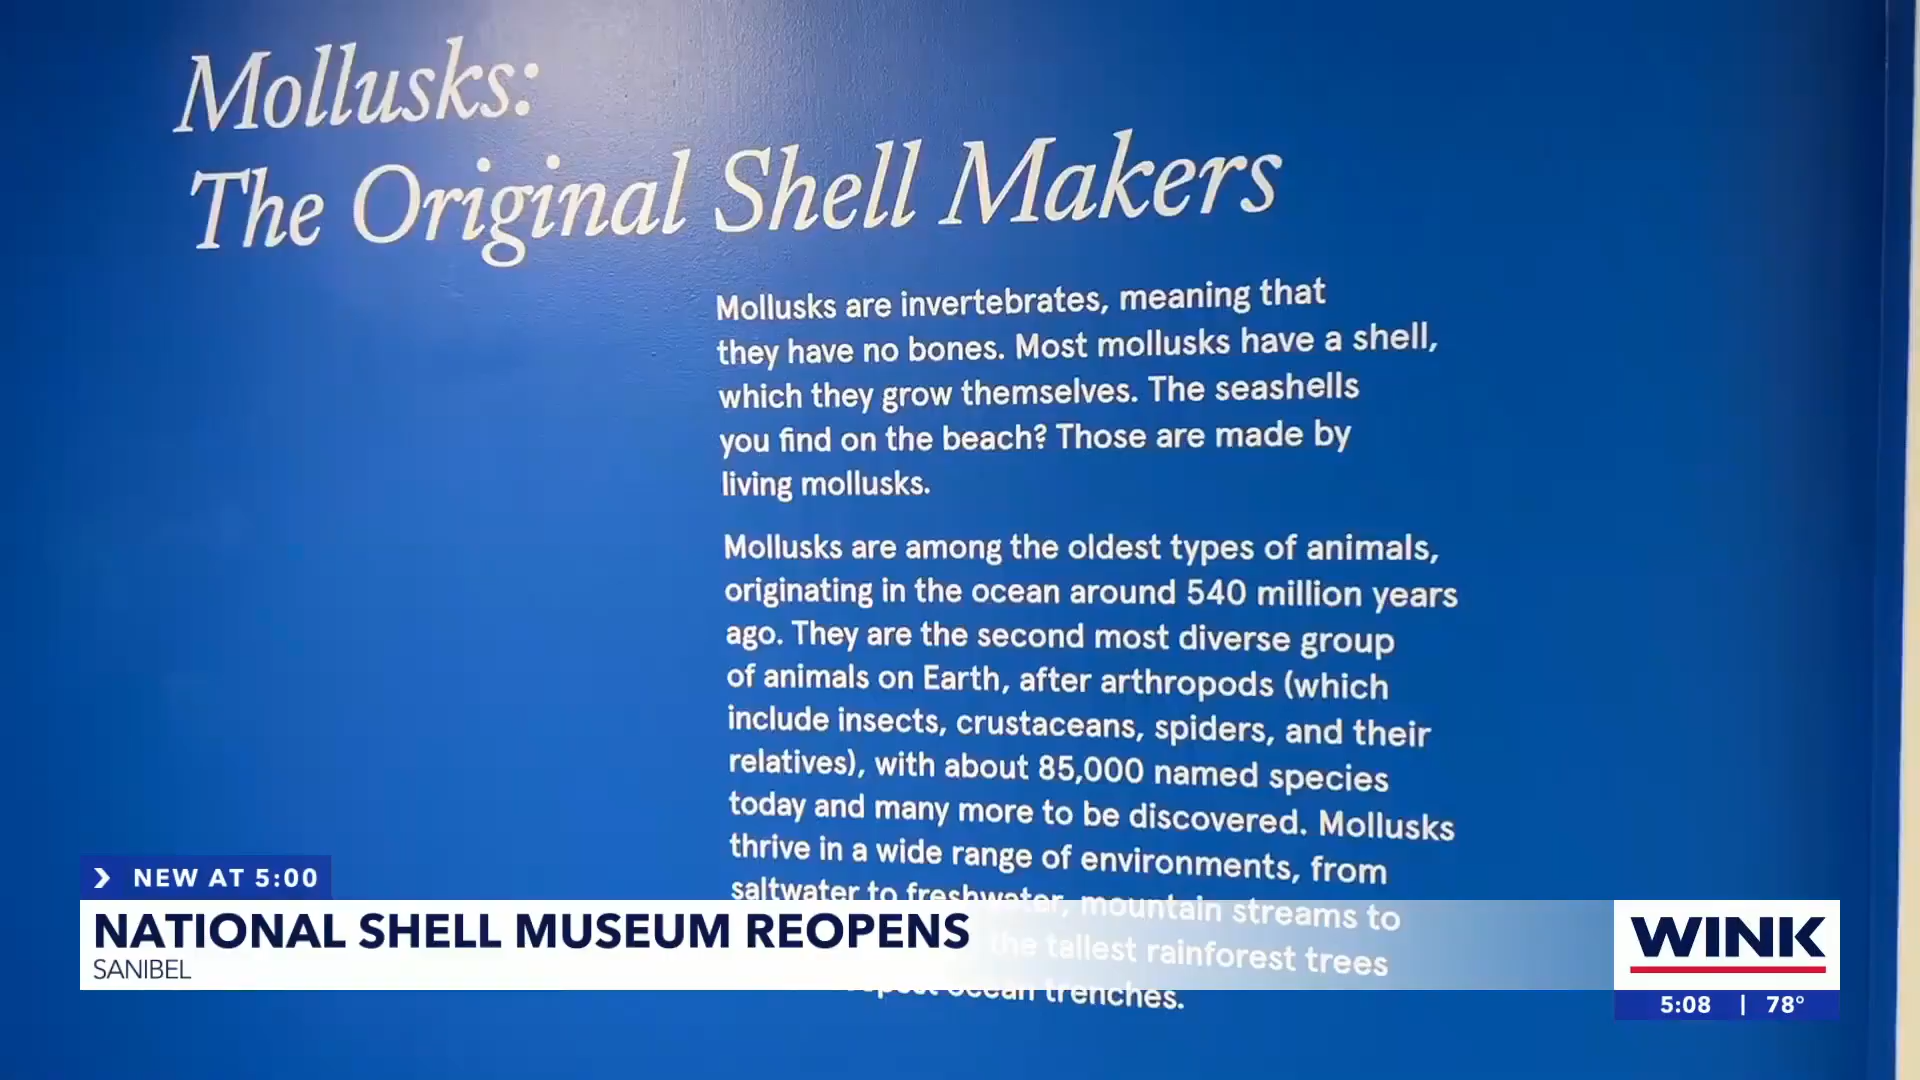 Mollusks:
The Original Shell Makers
Mollusks are invertebrates, meaning that
they have no bones. Most mollusks have a shell,
which they grow themselves. The seashells
you find on the beach? Those are made by
living mollusks.
Mollusks are among the oldest types of animals,
originating in the ocean around 540 million years
ago. They are the second most diverse group
of animals on Earth, after arthropods (which
include insects, crustaceans, spiders, and their
relatives), with about 85,000 named species
today and many more to be discovered. Mollusks
thrive in a wide range of environments, from
saltwater to freshwater, mountain streams to
the tallest rainforest trees
ocean trenches.
NEW AT 5:00
NATIONAL SHELL MUSEUM REOPENS
SANIBEL
WINK
5:08 | 78°